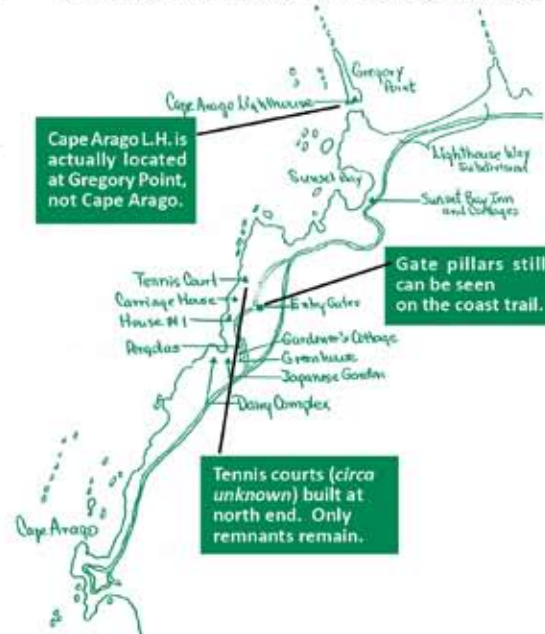 Gregory
Point
Cape Arago Lighthouse
Cape Arago L.H. is
actually located
at Gregory Point,
not Cape Arago.
Lighthouse Way
Subdivision
Sunset Bay
Sunset Bay Inn
and Cottages
Gate pillars still
can be seen
on the coast trail.
Tennis Court
Carriage House
House #1
Entry Gates
Pergolas
Gardener's Cottage
Greenhouse
Japanese Garden
Dairy Complex
Tennis courts (circa
unknown) built at
north end. Only
remnants remain.
Cape Arago